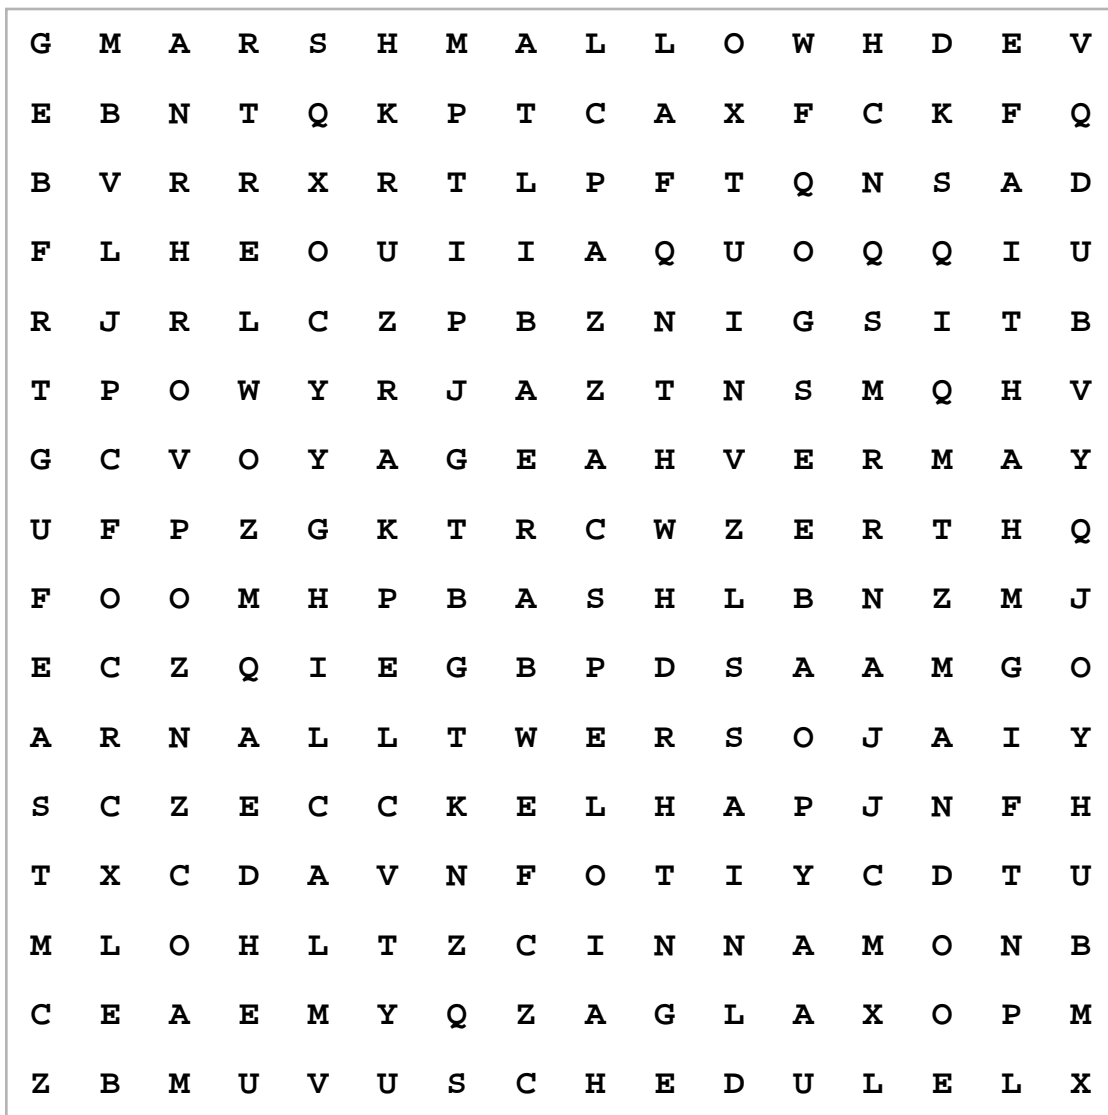 G M A R S H M A L L O W H D E V
E B N T Q K P T C A X F C K F Q
B V R R X R T L P F T Q N S A D
F L H E O U I I A Q U O Q Q I U
R J R L C Z P B Z N I G S I T B
T P O W Y R J A Z T N S M Q H V
G C V O Y A G E A H V E R M A Y
U F P Z G K T R C W Z E R T H Q
F O O M H P B A S H L B N Z M J
E C Z Q I E G B P D S A A M G O
A R N A L L T W E R S O J A I Y
S C Z E C C K E L H A P J N F H
T X C D A V N F O T I Y C D T U
M L O H L T Z C I N N A M O N B
C E A E M Y Q Z A G L A X O P M
Z B M U V U S C H E D U L E L X